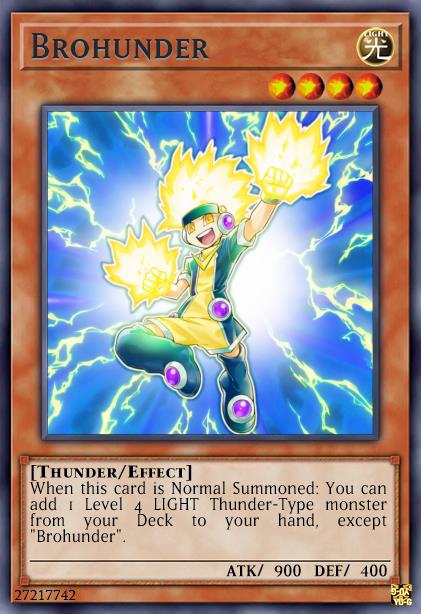 BROHUNDER
LIGHT
光
[THUNDER/EFFECT]
When this card is Normal Summoned: You can
add 1 Level 4 LIGHT Thunder-Type monster
from your Deck to your hand, except
"Brohunder".
ATK/ 900 DEF/ 400
27217742